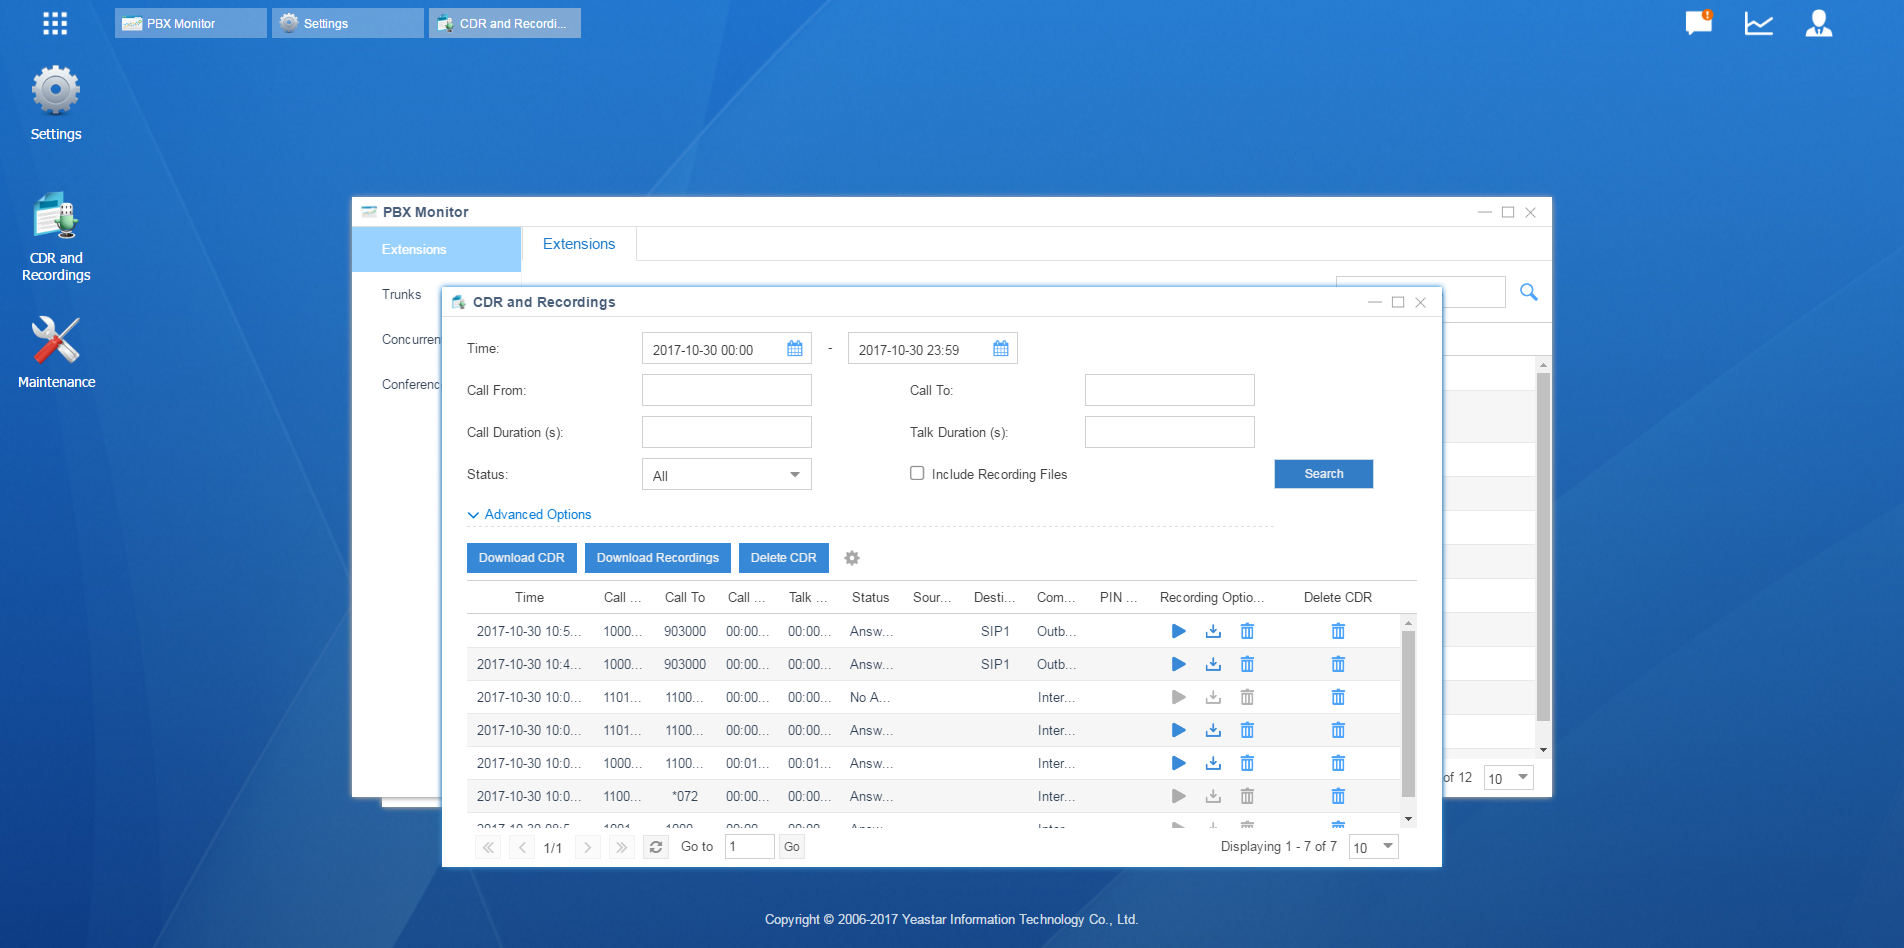 PBX Monitor
Settings
CDR and Recordi...
Settings
CDR and
Recordings
Maintenance
PBX Monitor
Extensions
Extensions
Trunks
Concurren
Conferenc
CDR and Recordings
Time:
2017-10-30 00:00
-
2017-10-30 23:59
Call From:
Call To:
Call Duration (s):
Talk Duration (s):
Status:
All
Include Recording Files
Search
Advanced Options
Download CDR
Download Recordings
Delete CDR
Time Call ... Call To Call ... Talk ... Status Sour... Desti... Com... PIN ... Recording Optio... Delete CDR
2017-10-30 10:5... 1000... 903000 00:00... 00:00... Answ... SIP1 Outb...
2017-10-30 10:4... 1000... 903000 00:00... 00:00... Answ... SIP1 Outb...
2017-10-30 10:0... 1101... 1100... 00:00... 00:00... No A... Inter...
2017-10-30 10:0... 1101... 1100... 00:00... 00:00... Answ... Inter...
2017-10-30 10:0... 1000... 1100... 00:01... 00:01... Answ... Inter...
2017-10-30 10:0... 1100... *072 00:00... 00:00... Answ... Inter...
1/1
Go to
1
Go
Displaying 1 - 7 of 7
10
of 12
10
Copyright © 2006-2017 Yeastar Information Technology Co., Ltd.